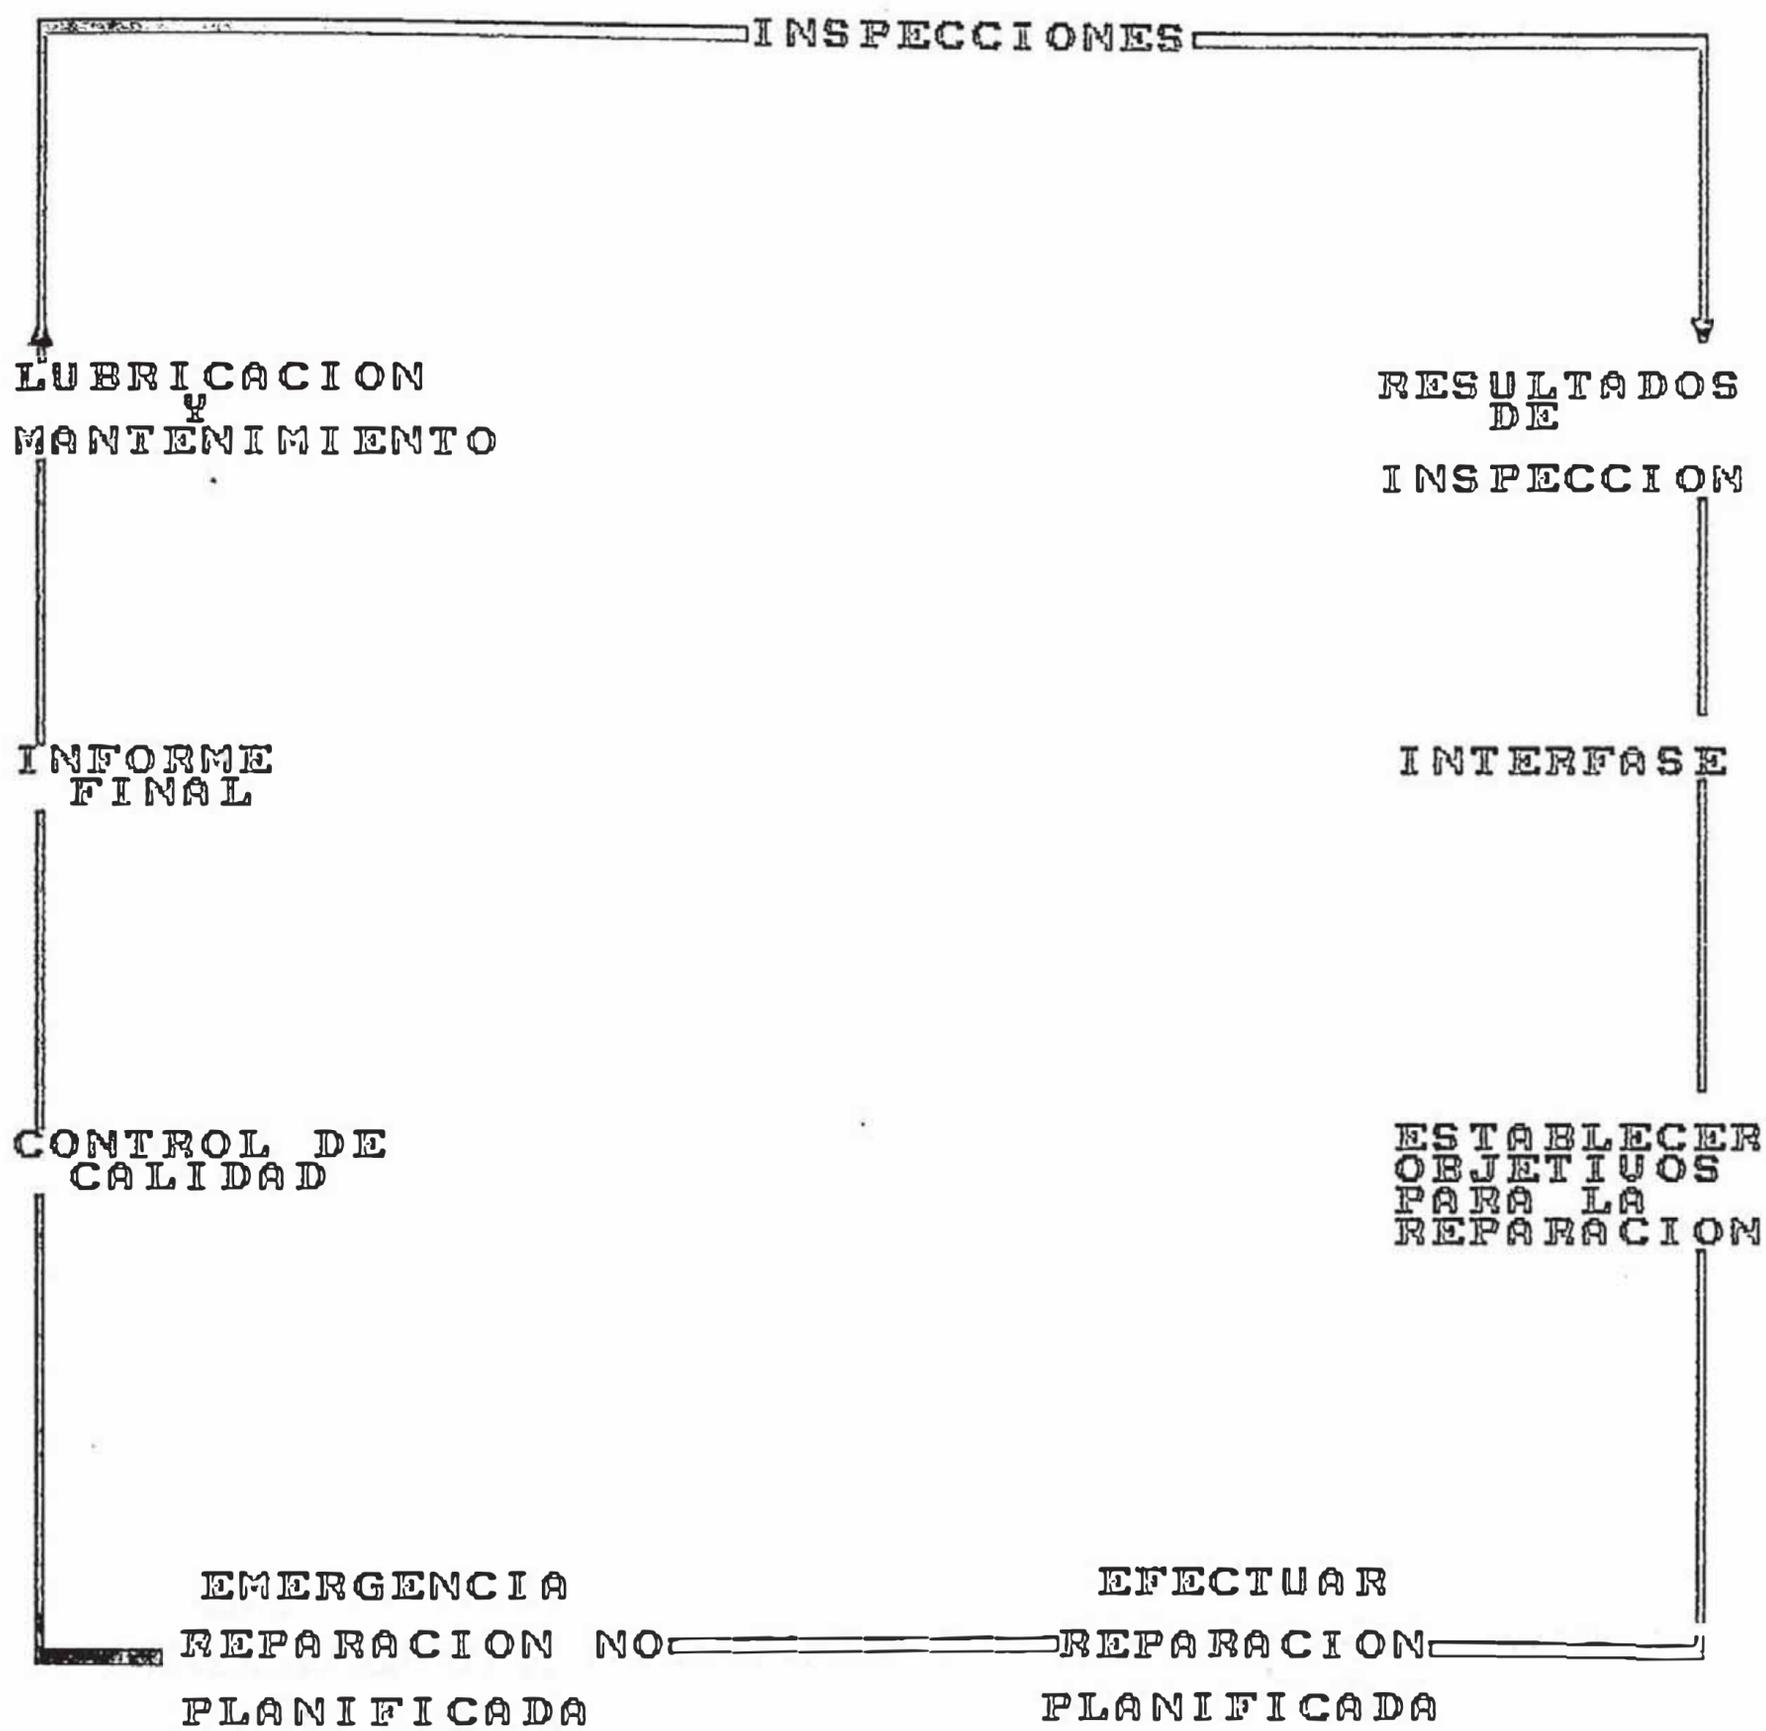 INSPECCIONES
LUBRICACION
Y
MANTENIMIENTO
RESULTADOS
DE
INSPECCION
INFORME
FINAL
INTERFASE
CONTROL DE
CALIDAD
ESTABLECER
OBJETIVOS
PARA LA
REPARACION
EMERGENCIA
REPARACION NO
PLANIFICADA
EFECTUAR
REPARACION
PLANIFICADA